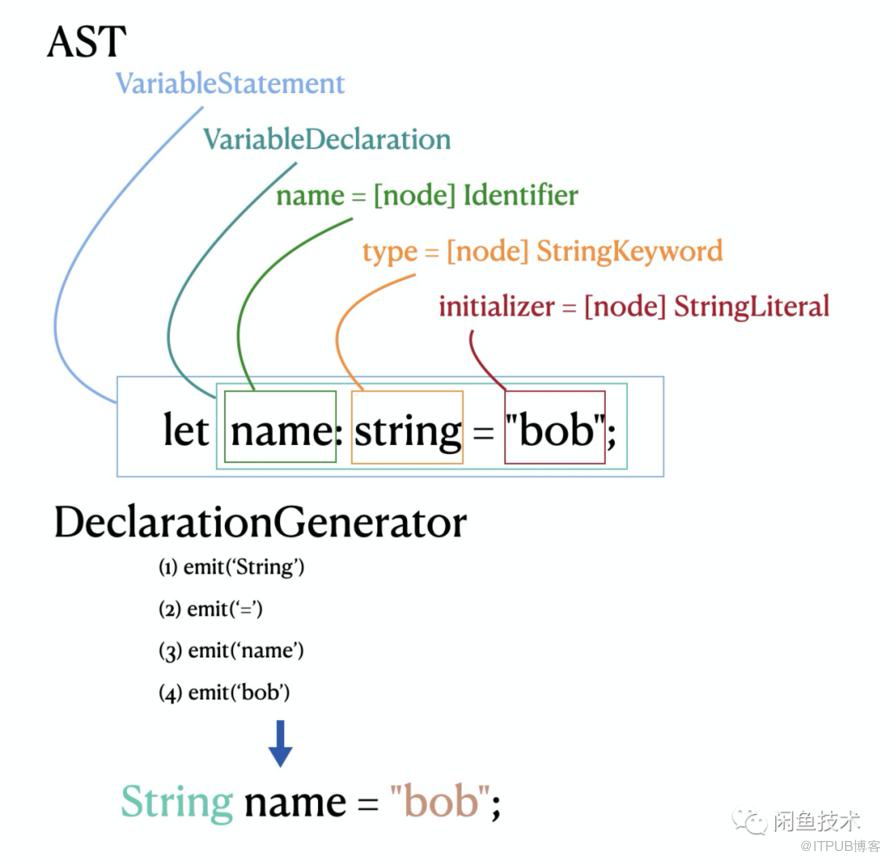 AST
VariableStatement
VariableDeclaration
name = [node] Identifier
type = [node] StringKeyword
initializer = [node] StringLiteral
let name: string = "bob";
DeclarationGenerator
(1) emit(‘String’)
(2) emit(‘=’)
(3) emit(‘name’)
(4) emit(‘bob’)
String name = "bob";
闲鱼技术
@ITPUB博客